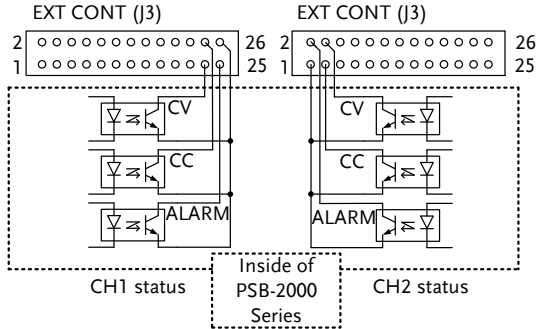 EXT CONT (J3) EXT CONT (J3)
2 26 2 26
1 25 1 25
CV CV
CC CC
ALARM ALARM
Inside of
CH1 status PSB-2000 CH2 status
Series